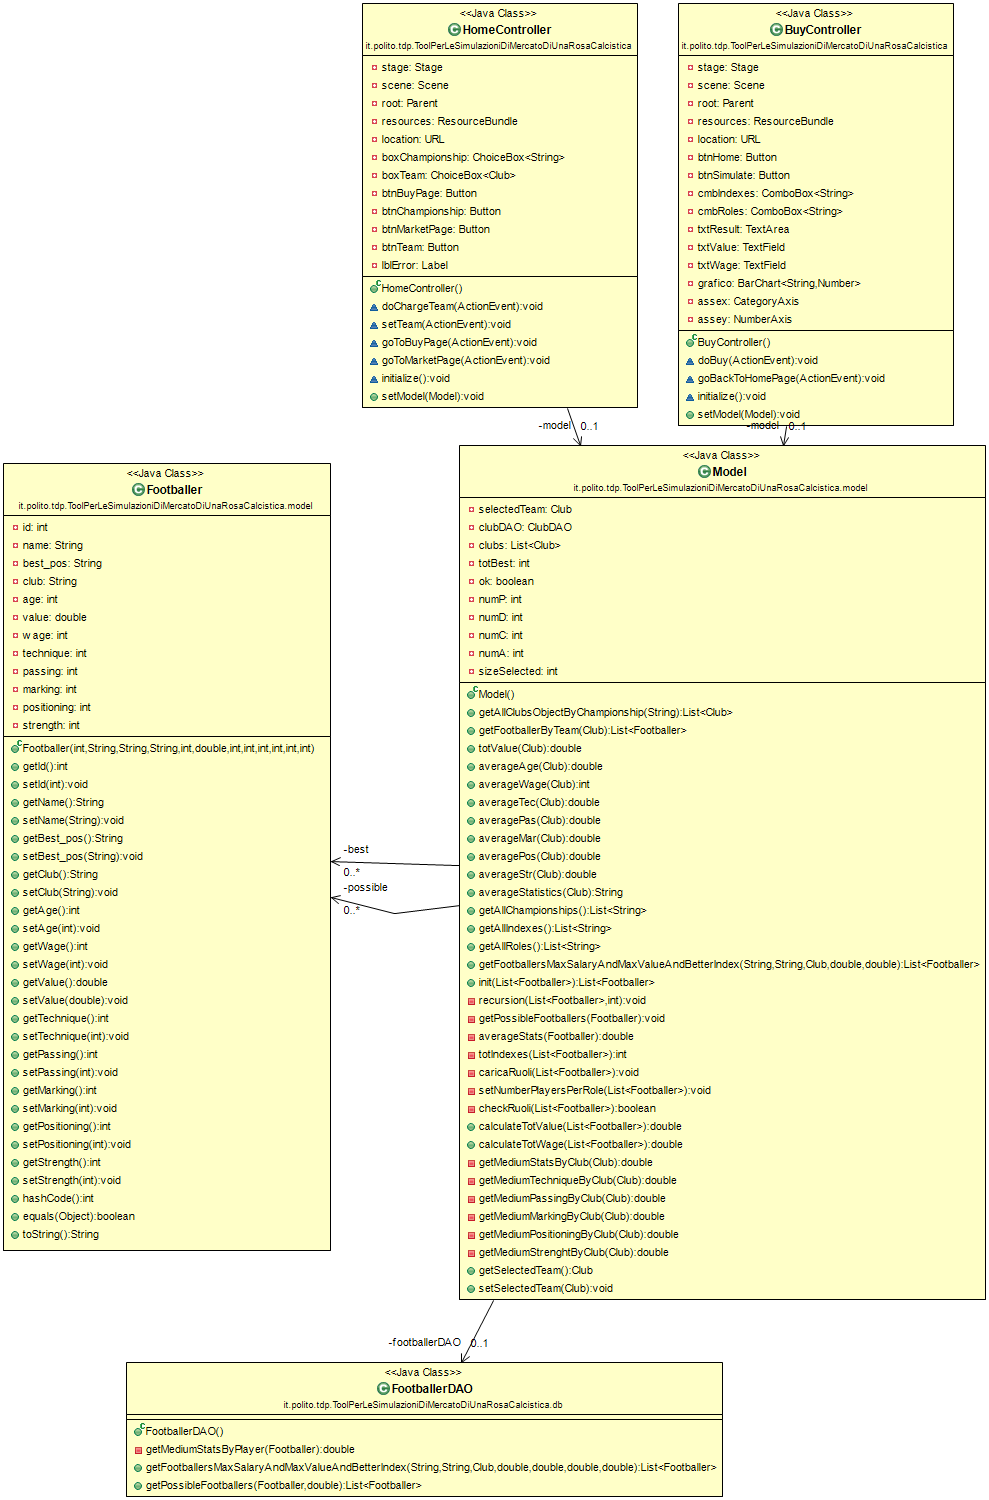 <<Java Class>>
HomeController
it.polito.tdp.ToolPerLeSimulazioniDiMercatoDiUnaRosaCalcistica
stage: Stage
scene: Scene
root: Parent
resources: ResourceBundle
location: URL
boxChampionship: ChoiceBox<String>
boxTeam: ChoiceBox<Club>
btnBuyPage: Button
btnChampionship: Button
btnMarketPage: Button
btnTeam: Button
lblError: Label
HomeController()
doChargeTeam(ActionEvent):void
setTeam(ActionEvent):void
goToBuyPage(ActionEvent):void
goToMarketPage(ActionEvent):void
initialize():void
setModel(Model):void
<<Java Class>>
BuyController
it.polito.tdp.ToolPerLeSimulazioniDiMercatoDiUnaRosaCalcistica
stage: Stage
scene: Scene
root: Parent
resources: ResourceBundle
location: URL
btnHome: Button
btnSimulate: Button
cmbIndexes: ComboBox<String>
cmbRoles: ComboBox<String>
txtResult: TextArea
txtValue: TextField
txtWage: TextField
grafico: BarChart<String,Number>
assex: CategoryAxis
assey: NumberAxis
BuyController()
doBuy(ActionEvent):void
goBackToHomePage(ActionEvent):void
initialize():void
setModel(Model):void
-model 0..1
-model 0..1
<<Java Class>>
Footballer
it.polito.tdp.ToolPerLeSimulazioniDiMercatoDiUnaRosaCalcistica.model
id: int
name: String
best_pos: String
club: String
age: int
value: double
wage: int
technique: int
passing: int
marking: int
positioning: int
strength: int
Footballer(int,String,String,String,int,double,int,int,int,int,int,int)
getId():int
setId(int):void
getName():String
setName(String):void
getBest_pos():String
setBest_pos(String):void
getClub():String
setClub(String):void
getAge():int
setAge(int):void
getWage():int
setWage(int):void
getValue():double
setValue(double):void
getTechnique():int
setTechnique(int):void
getPassing():int
setPassing(int):void
getMarking():int
setMarking(int):void
getPositioning():int
setPositioning(int):void
getStrength():int
setStrength(int):void
hashCode():int
equals(Object):boolean
toString():String
-best
0..*
-possible
0..*
<<Java Class>>
Model
it.polito.tdp.ToolPerLeSimulazioniDiMercatoDiUnaRosaCalcistica.model
selectedTeam: Club
clubDAO: ClubDAO
clubs: List<Club>
totBest: int
ok: boolean
numP: int
numD: int
numC: int
numA: int
sizeSelected: int
Model()
getAllClubsObjectByChampionship(String):List<Club>
getFootballerByTeam(Club):List<Footballer>
totValue(Club):double
averageAge(Club):double
averageWage(Club):int
averageTec(Club):double
averagePas(Club):double
averageMar(Club):double
averagePos(Club):double
averageStr(Club):double
averageStatistics(Club):String
getAllChampionships():List<String>
getAllIndexes():List<String>
getAllRoles():List<String>
getFootballersMaxSalaryAndMaxValueAndBetterIndex(String,String,Club,double,double):List<Footballer>
init(List<Footballer>):List<Footballer>
recursion(List<Footballer>,int):void
getPossibleFootballers(Footballer):void
averageStats(Footballer):double
totIndexes(List<Footballer>):int
caricaRuoli(List<Footballer>):void
setNumberPlayersPerRole(List<Footballer>):void
checkRuoli(List<Footballer>):boolean
calculateTotValue(List<Footballer>):double
calculateTotWage(List<Footballer>):double
getMediumStatsByClub(Club):double
getMediumTechniqueByClub(Club):double
getMediumPassingByClub(Club):double
getMediumMarkingByClub(Club):double
getMediumPositioningByClub(Club):double
getMediumStrenghtByClub(Club):double
getSelectedTeam():Club
setSelectedTeam(Club):void
-footballerDAO 0..1
<<Java Class>>
FootballerDAO
it.polito.tdp.ToolPerLeSimulazioniDiMercatoDiUnaRosaCalcistica.db
FootballerDAO()
getMediumStatsByPlayer(Footballer):double
getFootballersMaxSalaryAndMaxValueAndBetterIndex(String,String,Club,double,double,double,double):List<Footballer>
getPossibleFootballers(Footballer,double):List<Footballer>